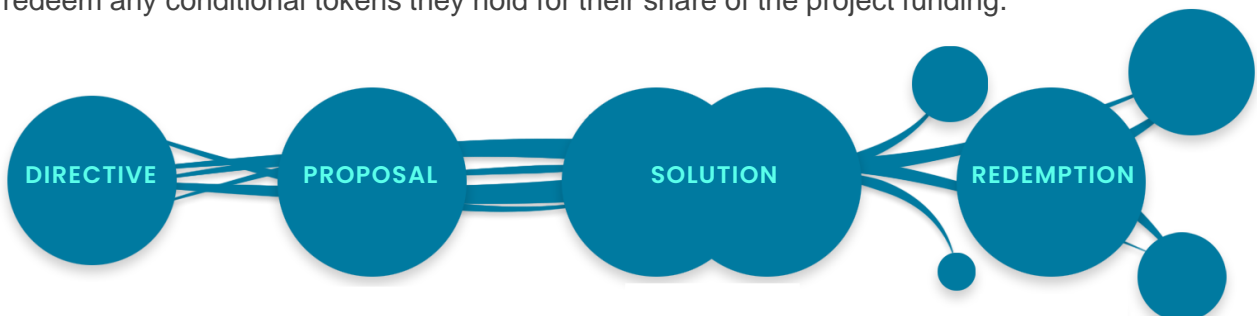 redeem any conditional tokens they hold for their share of the project funding.
DIRECTIVE PROPOSAL SOLUTION REDEMPTION